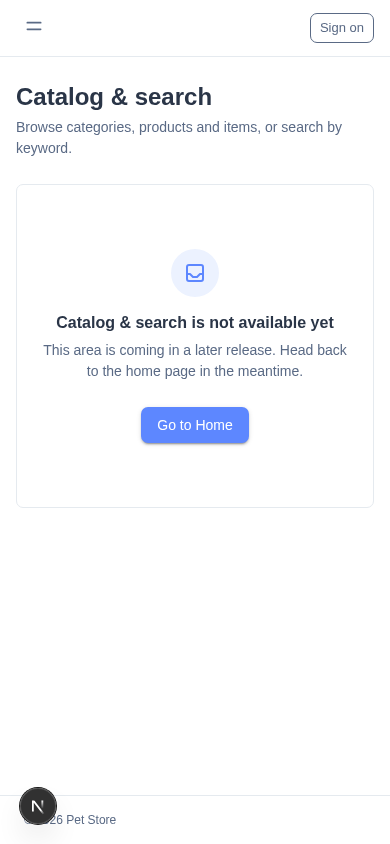 Sign on
Catalog & search
Browse categories, products and items, or search by
keyword.
Catalog & search is not available yet
This area is coming in a later release. Head back
to the home page in the meantime.
Go to Home
N
Pet Store